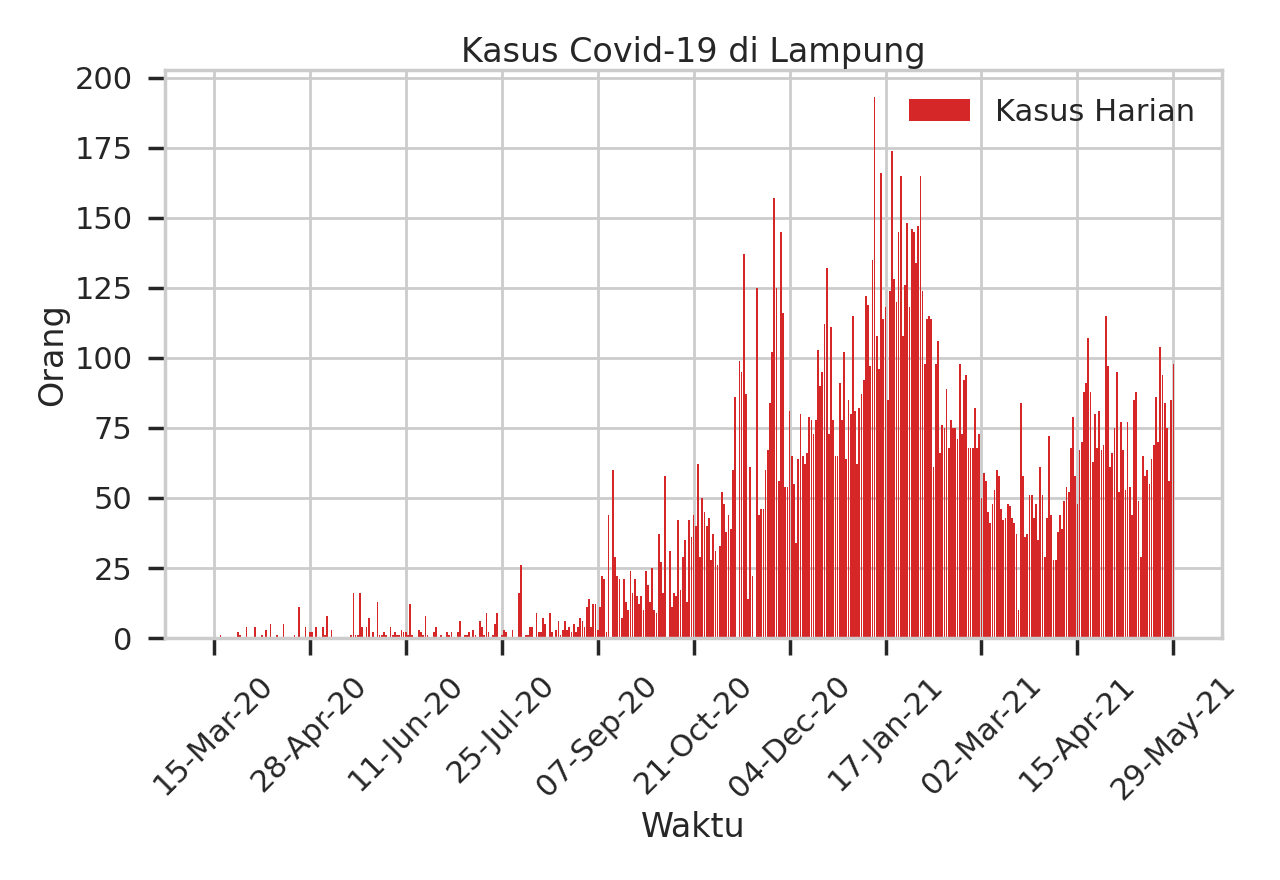 Kasus Covid-19 di Lampung
Kasus Harian
Orang
200
175
150
125
100
75
50
25
0
15-Mar-20
28-Apr-20
11-Jun-20
25-Jul-20
07-Sep-20
21-Oct-20
04-Dec-20
17-Jan-21
02-Mar-21
15-Apr-21
29-May-21
Waktu